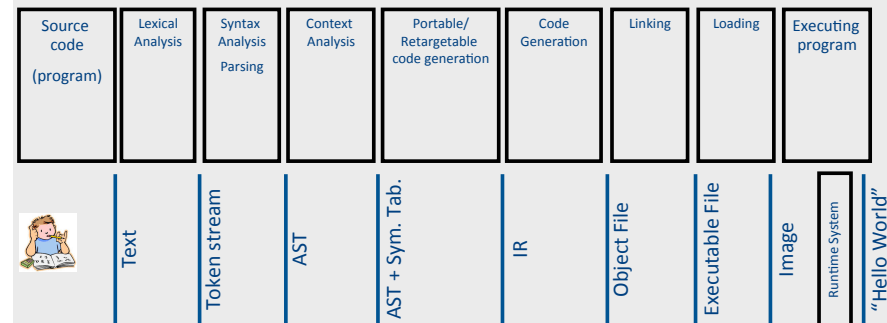 Source
code
(program)
Lexical
Analysis
Syntax
Analysis
Parsing
Context
Analysis
Portable/
Retargetable
code generation
Code
Generation
Linking
Loading
Executing
program
Text
Token stream
AST
AST + Sym. Tab.
IR
Object File
Executable File
Image
Runtime System
“Hello World”